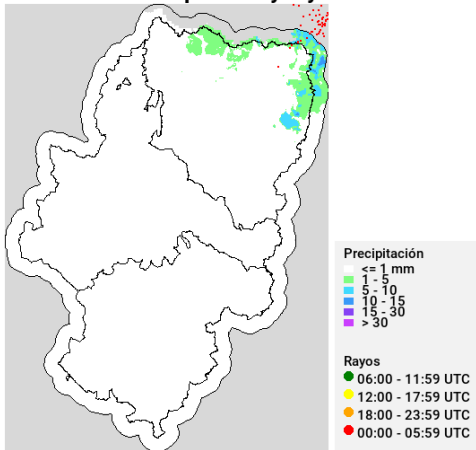 Precipitación
<= 1 mm
1 - 5
5 - 10
10 - 15
15 - 30
> 30
Rayos
06:00 - 11:59 UTC
12:00 - 17:59 UTC
18:00 - 23:59 UTC
00:00 - 05:59 UTC